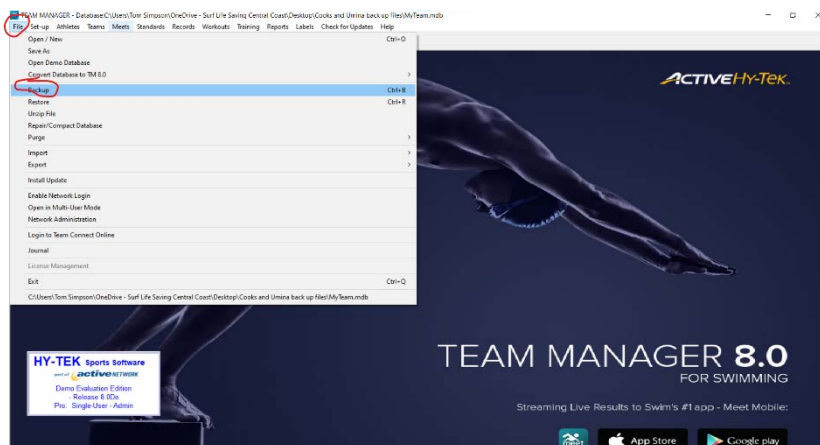 TEAM MANAGER - Database:C:\Users\Tom Simpson\OneDrive - Surf Life Saving Central Coast\Desktop\Cooks and Umina back up files\MyTeam.mdb
File Set-up Athletes Teams Meets Standards Records Workouts Training Reports Labels Check for Updates Help
Open / New Ctrl+O
Save As
Open Demo Database
Convert Database to TM 8.0
Backup Ctrl+B
Restore Ctrl+R
Unzip File
Repair/Compact Database
Purge
Import
Export
Install Update
Enable Network Login
Open in Multi-User Mode
Network Administration
Login to Team Connect Online
Journal
License Management
Exit Ctrl+Q
C:\Users\Tom Simpson\OneDrive - Surf Life Saving Central Coast\Desktop\Cooks and Umina back up files\MyTeam.mdb
ACTIVEHY-TEK.
HY-TEK Sports Software
part of active NETWORK
Demo Evaluation Edition
- Release 8.0De
Pro: Single-User - Admin
TEAM MANAGER 8.0
FOR SWIMMING
Streaming Live Results to Swim's #1 app - Meet Mobile:
meet
App Store
Google play